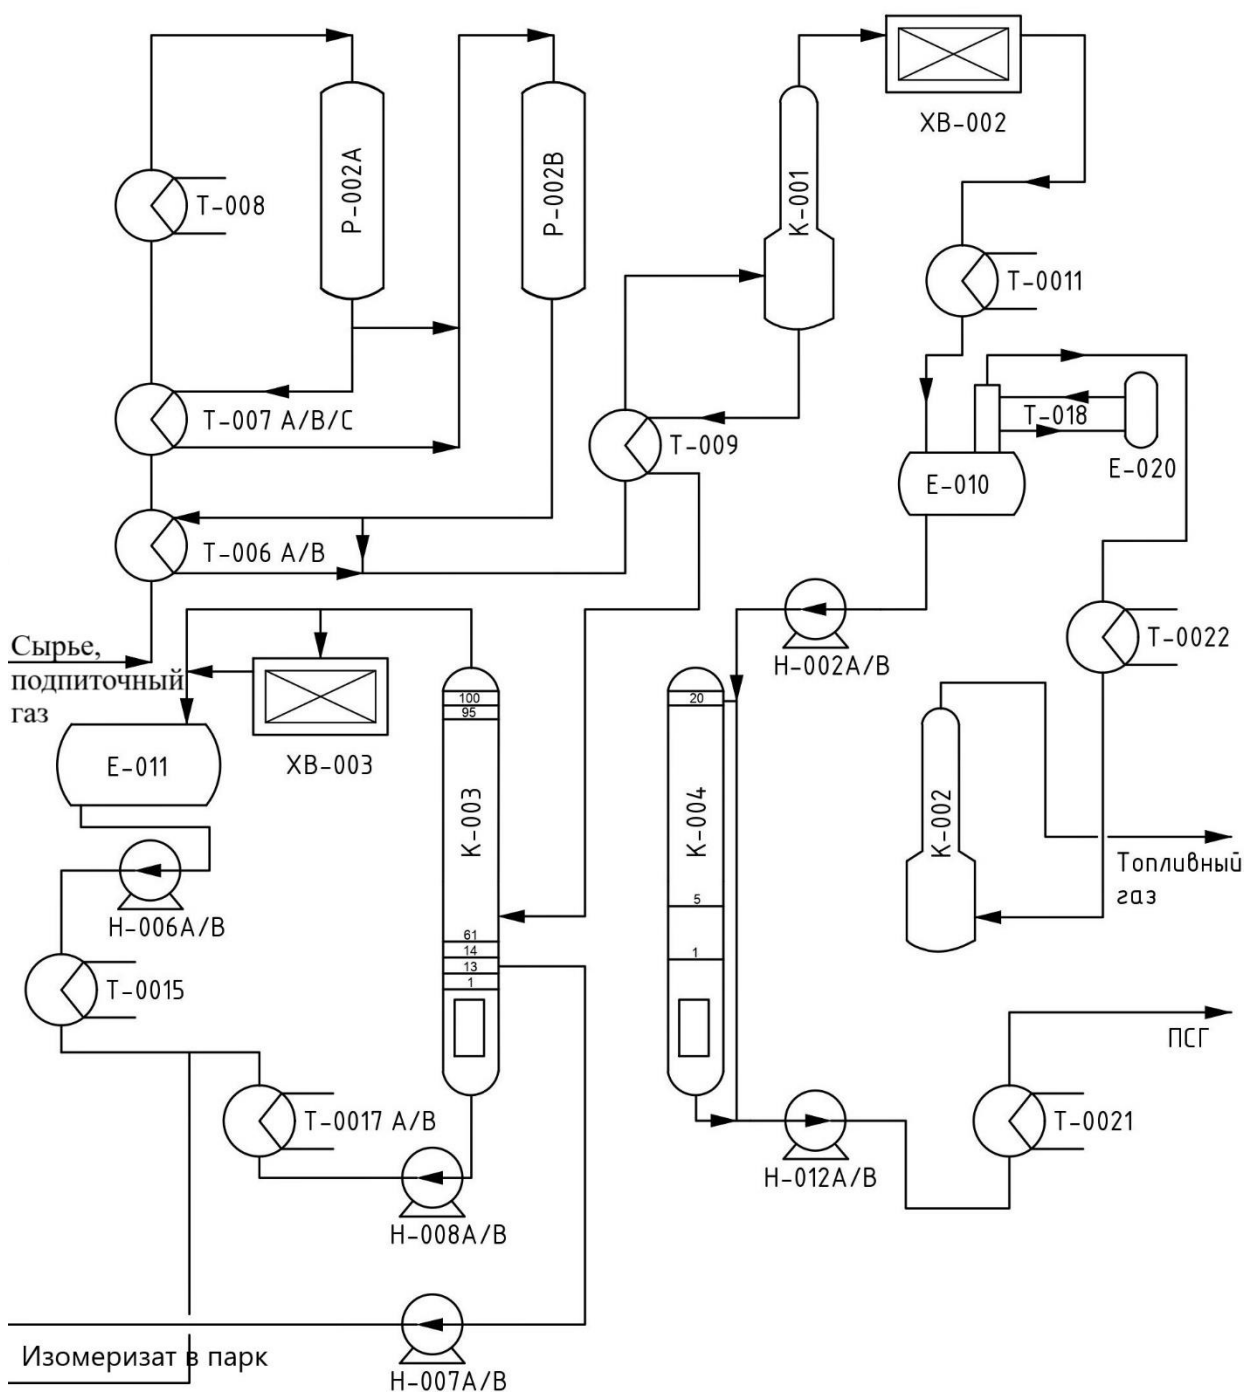 ХВ-002
Т-008
Р-002А
Р-002В
К-001
Т-0011
Т-007 А/В/С
Т-009
Т-018
Е-020
Е-010
Т-006 А/В
Сырье,
подпиточный
газ
Н-002А/В
Т-0022
100
95
20
Е-011
ХВ-003
К-003
К-004
К-002
Топливный
газ
Н-006А/В
5
61
14
13
1
1
Т-0015
ПСГ
Т-0017 А/В
Т-0021
Н-012А/В
Н-008А/В
Изомеризат в парк
Н-007А/В